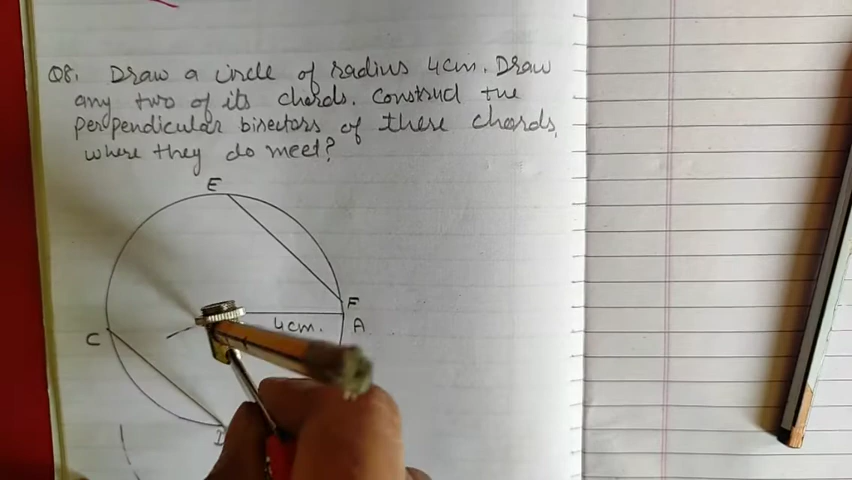 Q8. Draw a circle of radius 4cm. Draw
any two of its chords. Construct the
perpendicular bisectors of these chords,
where they do meet?
E
F
4cm.
A
C
D